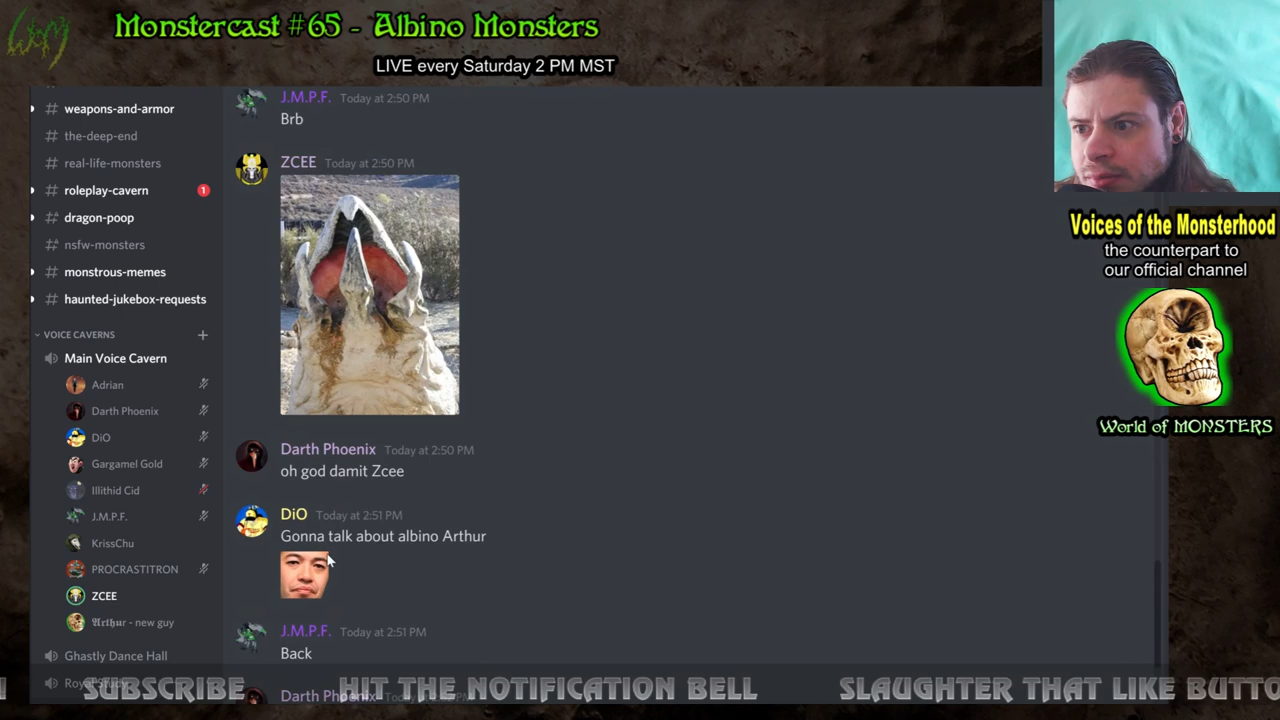 WM
Monstercast #65 - Albino Monsters
LIVE every Saturday 2 PM MST
# weapons-and-armor
# the-deep-end
# real-life-monsters
# roleplay-cavern 1
# dragon-poop
# nsfw-monsters
# monstrous-memes
# haunted-jukebox-requests
VOICE CAVERNS +
Main Voice Cavern
Adrian
Darth Phoenix
DiO
Gargamel Gold
Illithid Cid
J.M.P.F.
KrissChu
PROCRASTITRON
ZCEE
Arthur - new guy
Ghastly Dance Hall
J.M.P.F. Today at 2:50 PM
Brb
ZCEE Today at 2:50 PM
Darth Phoenix Today at 2:50 PM
oh god damit Zcee
DiO Today at 2:51 PM
Gonna talk about albino Arthur
J.M.P.F. Today at 2:51 PM
Back
Darth Phoenix
Voices of the Monsterhood
the counterpart to
our official channel
World of MONSTERS
SUBSCRIBE HIT THE NOTIFICATION BELL SLAUGHTER THAT LIKE BUTTO